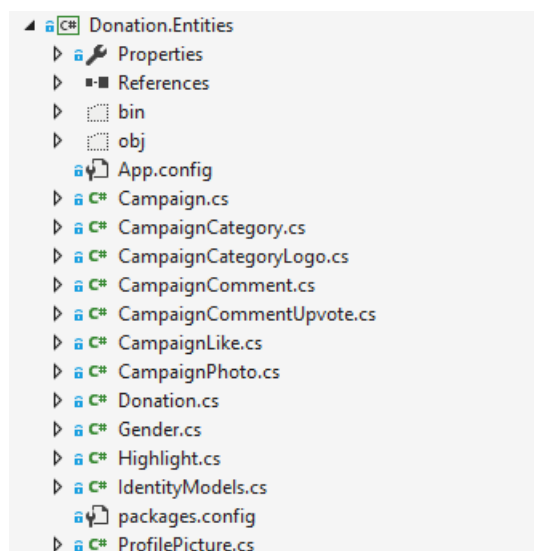 C# Donation.Entities
Properties
References
bin
obj
App.config
C# Campaign.cs
C# CampaignCategory.cs
C# CampaignCategoryLogo.cs
C# CampaignComment.cs
C# CampaignCommentUpvote.cs
C# CampaignLike.cs
C# CampaignPhoto.cs
C# Donation.cs
C# Gender.cs
C# Highlight.cs
C# IdentityModels.cs
packages.config
C# ProfilePicture.cs